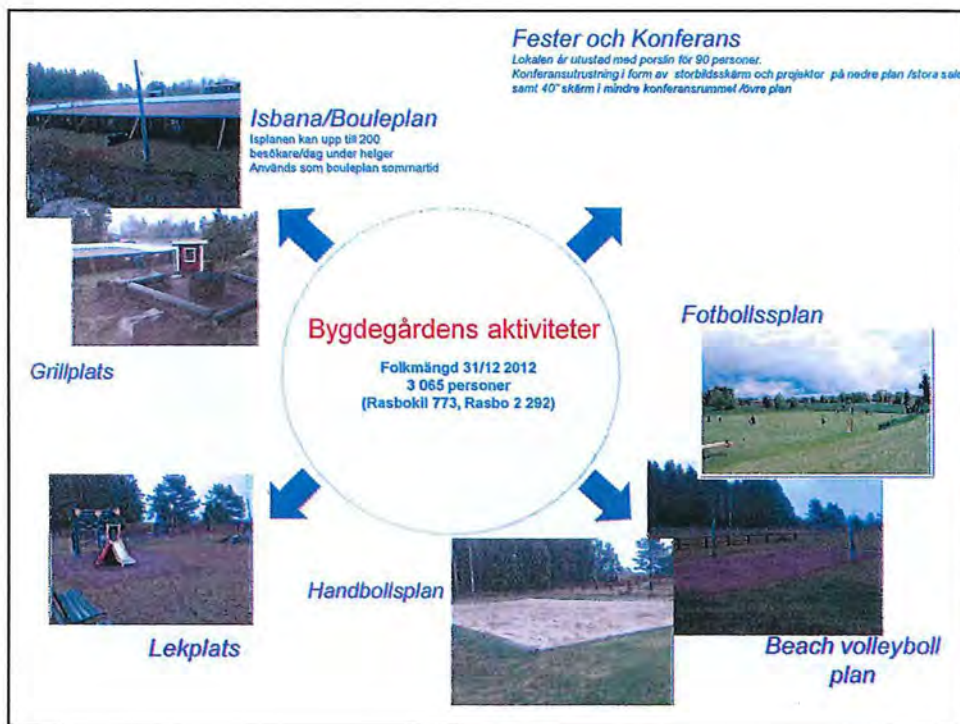 Fester och Konferans
Lokalen är utustad med porslin för 90 personer.
Konferansutrustning i form av storbildsskärm och projektor på nedre plan /stora
samt 40" skärm i mindre konferansrummet /övre plan
Isbana/Bouleplan
Isplanen kan upp till 200
besökare/dag under helger
Används som bouleplan sommartid
Bygdegårdens aktiviteter
Folkmängd 31/12 2012
3 065 personer
(Rasbokil 773, Rasbo 2 292)
Grillplats
Fotbollssplan
Lekplats
Handbollsplan
Beach volleyboll
plan